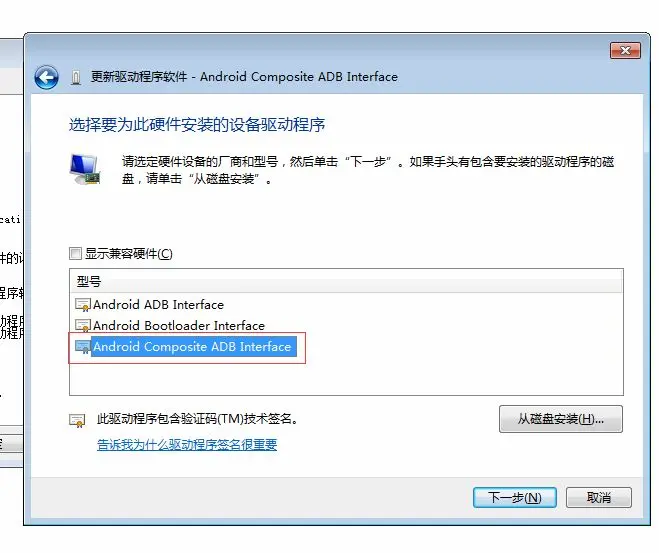 更新驱动程序软件 - Android Composite ADB Interface
选择要为此硬件安装的设备驱动程序
请选定硬件设备的厂商和型号，然后单击“下一步”。如果手头有包含要安装的驱动程序的磁
盘，请单击“从磁盘安装”。
cati
件的讠
显示兼容硬件(C)
型号
程序软
Android ADB Interface
动程序
Android Bootloader Interface
动程序
Android Composite ADB Interface
此驱动程序包含验证码(TM)技术签名。
从磁盘安装(H)...
告诉我为什么驱动程序签名很重要
下一步(N)
取消